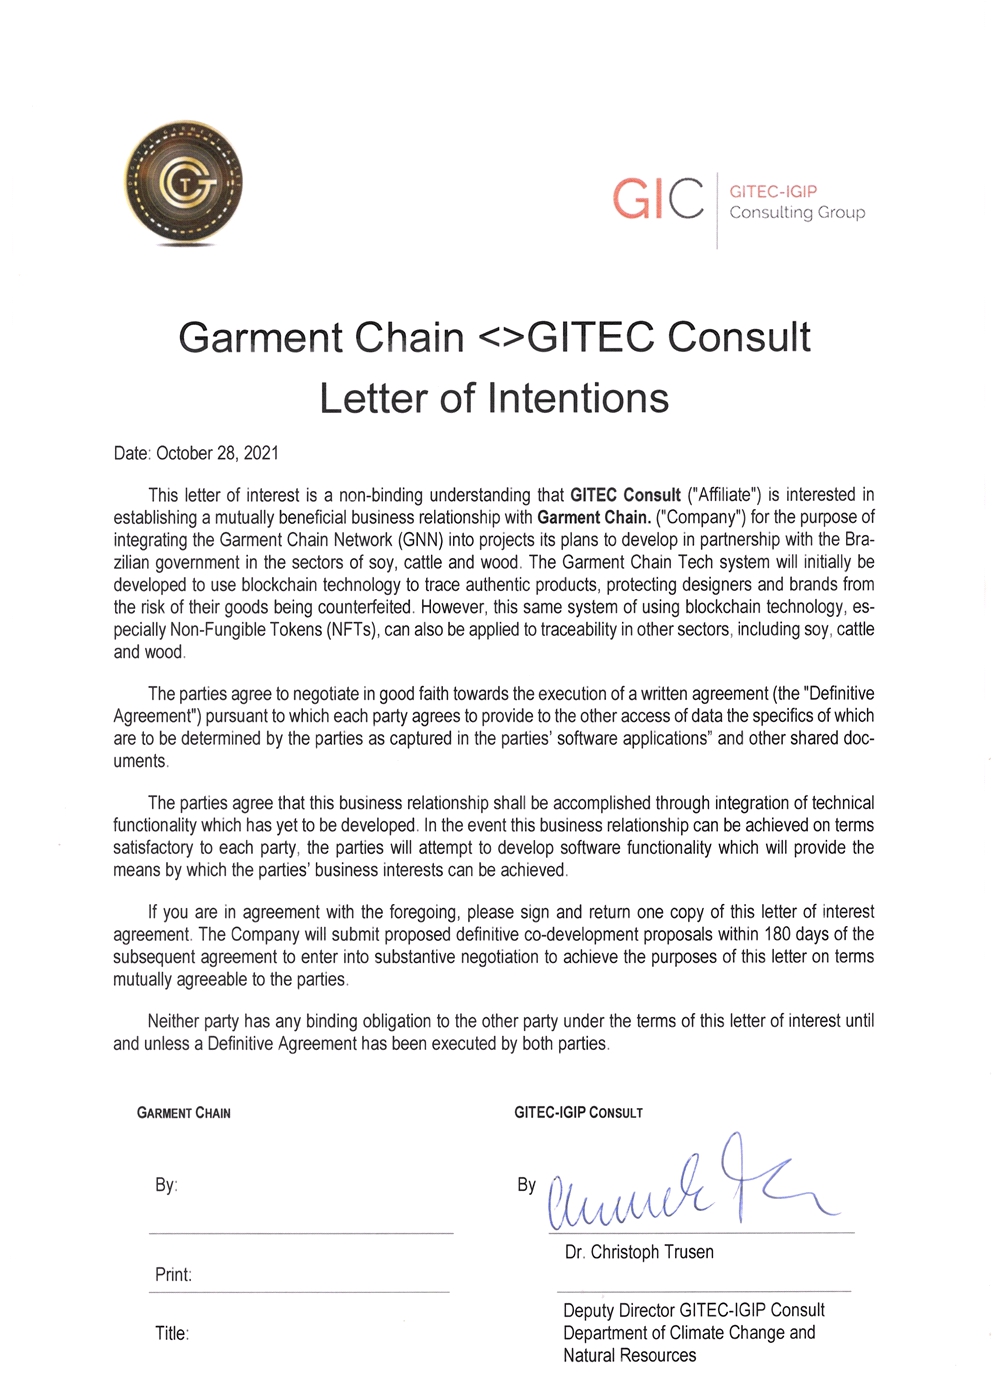 DIGITAL GARMENT
CGT
GIC
GITEC-IGIP
Consulting Group
Garment Chain <>GITEC Consult
Letter of Intentions
Date: October 28, 2021
This letter of interest is a non-binding understanding that GITEC Consult ("Affiliate") is interested in
establishing a mutually beneficial business relationship with Garment Chain. ("Company") for the purpose of
integrating the Garment Chain Network (GNN) into projects its plans to develop in partnership with the Bra-
zilian government in the sectors of soy, cattle and wood. The Garment Chain Tech system will initially be
developed to use blockchain technology to trace authentic products, protecting designers and brands from
the risk of their goods being counterfeited. However, this same system of using blockchain technology, es-
pecially Non-Fungible Tokens (NFTs), can also be applied to traceability in other sectors, including soy, cattle
and wood.
The parties agree to negotiate in good faith towards the execution of a written agreement (the "Definitive
Agreement") pursuant to which each party agrees to provide to the other access of data the specifics of which
are to be determined by the parties as captured in the parties' software applications" and other shared doc-
uments.
The parties agree that this business relationship shall be accomplished through integration of technical
functionality which has yet to be developed. In the event this business relationship can be achieved on terms
satisfactory to each party, the parties will attempt to develop software functionality which will provide the
means by which the parties' business interests can be achieved.
If you are in agreement with the foregoing, please sign and return one copy of this letter of interest
agreement. The Company will submit proposed definitive co-development proposals within 180 days of the
subsequent agreement to enter into substantive negotiation to achieve the purposes of this letter on terms
mutually agreeable to the parties.
Neither party has any binding obligation to the other party under the terms of this letter of interest until
and unless a Definitive Agreement has been executed by both parties.
GARMENT CHAIN
By:
Print:
Title:
GITEC-IGIP CONSULT
By
Dr. Christoph Trusen
Deputy Director GITEC-IGIP Consult
Department of Climate Change and
Natural Resources